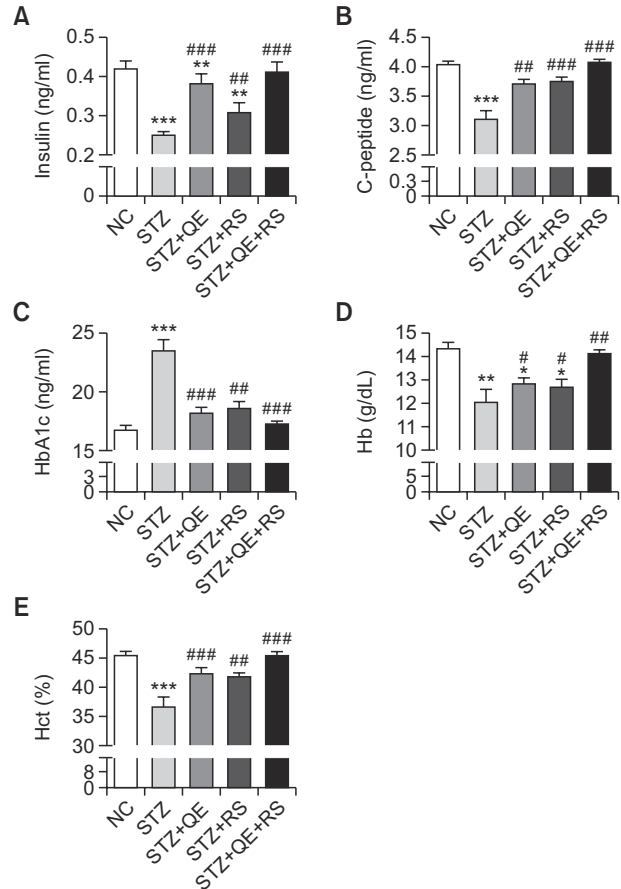 A
Insulin (ng/ml)
0.5
0.4
0.3
0.2
0
***
###
**
##
**
###
NC
STZ
STZ+QE
STZ+RS
STZ+QE+RS
B
C-peptide (ng/ml)
4.5
4.0
3.5
3.0
2.5
0.3
0
***
##
###
###
NC
STZ
STZ+QE
STZ+RS
STZ+QE+RS
C
HbA1c (ng/ml)
25
20
15
3
0
***
###
##
###
NC
STZ
STZ+QE
STZ+RS
STZ+QE+RS
D
Hb (g/dL)
15
14
13
12
11
10
5
0
**
#
*
#
*
##
NC
STZ
STZ+QE
STZ+RS
STZ+QE+RS
E
Hct (%)
50
45
40
35
30
8
0
***
###
##
###
NC
STZ
STZ+QE
STZ+RS
STZ+QE+RS